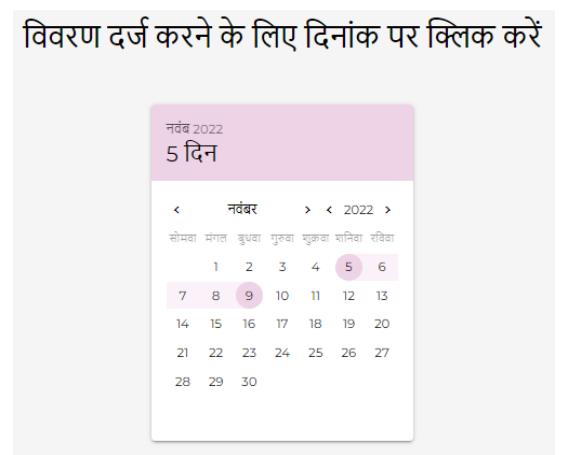 विवरण दर्ज करने के लिए दिनांक पर क्लिक करें
नवंब 2022
5 दिन
‹ नवंबर › ‹ 2022 ›
सोमवा मंगल बुधवा गुरुवा शुक्रवा शनिवा रविवा
1 2 3 4 5 6
7 8 9 10 11 12 13
14 15 16 17 18 19 20
21 22 23 24 25 26 27
28 29 30